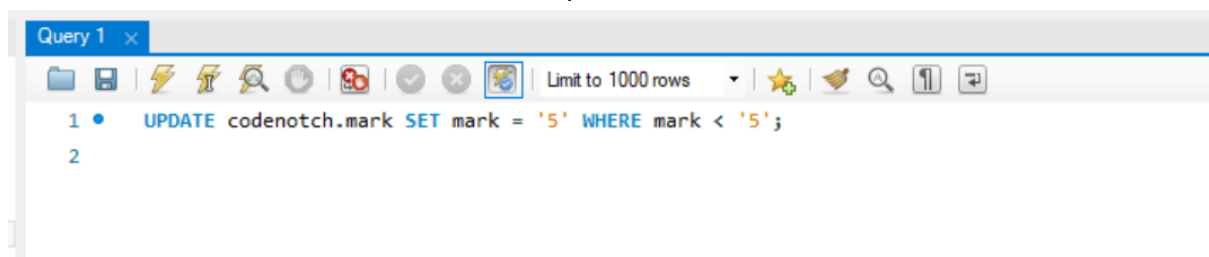 Query 1
Limit to 1000 rows
1 UPDATE codenotch.mark SET mark = '5' WHERE mark < '5';
2